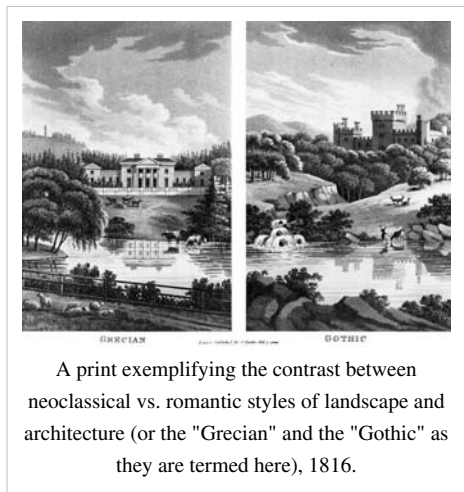 GRECIAN
GOTHIC
A print exemplifying the contrast between
neoclassical vs. romantic styles of landscape and
architecture (or the "Grecian" and the "Gothic" as
they are termed here), 1816.